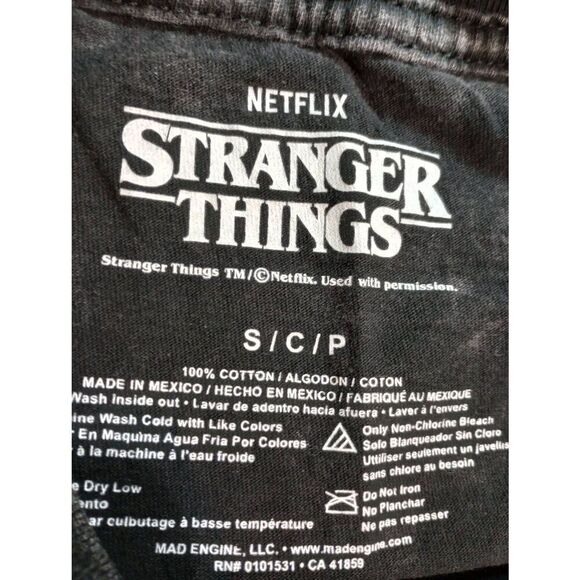 NETFLIX
STRANGER
THINGS
Stranger Things TM/©Netflix. Used with permission.
S / C / P
100% COTTON / ALGODON / COTON
MADE IN MEXICO / HECHO EN MEXICO / FABRIQUÉ AU MEXIQUE
Wash Inside out • Lavar de adentro hacia afuera • Laver à l'envers
ine Wash Cold with Like Colors
En Maquina Agua Fria Por Colores
à la machine à l'eau froide
Only Non-Chlorine Bleach
Solo Blanqueador Sin Cloro
Utiliser seulement un javellis
sans chlore au besoin
e Dry Low
ento
ar culbutage à basse température
Do Not Iron
No Planchar
Ne pas repasser
MAD ENGINE, LLC. • www.madengine.com
RN# 0101531 • CA 41859